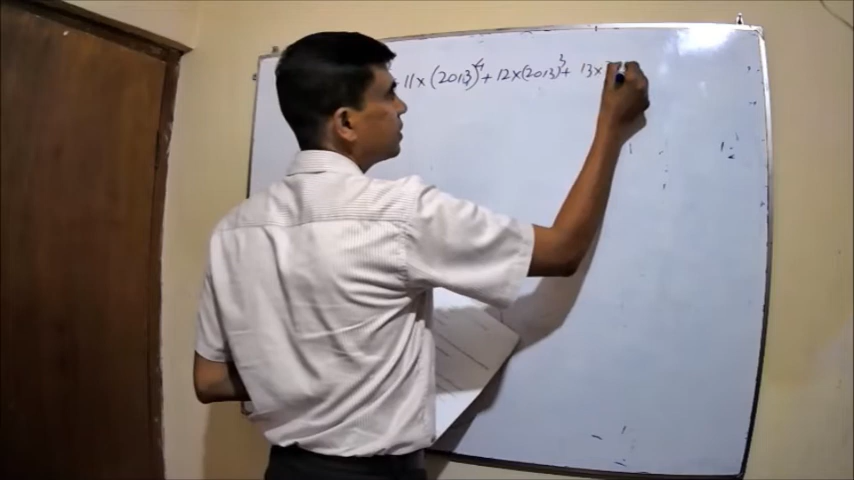 11 x (2013)⁴ + 12 x (2013)³ + 13 x